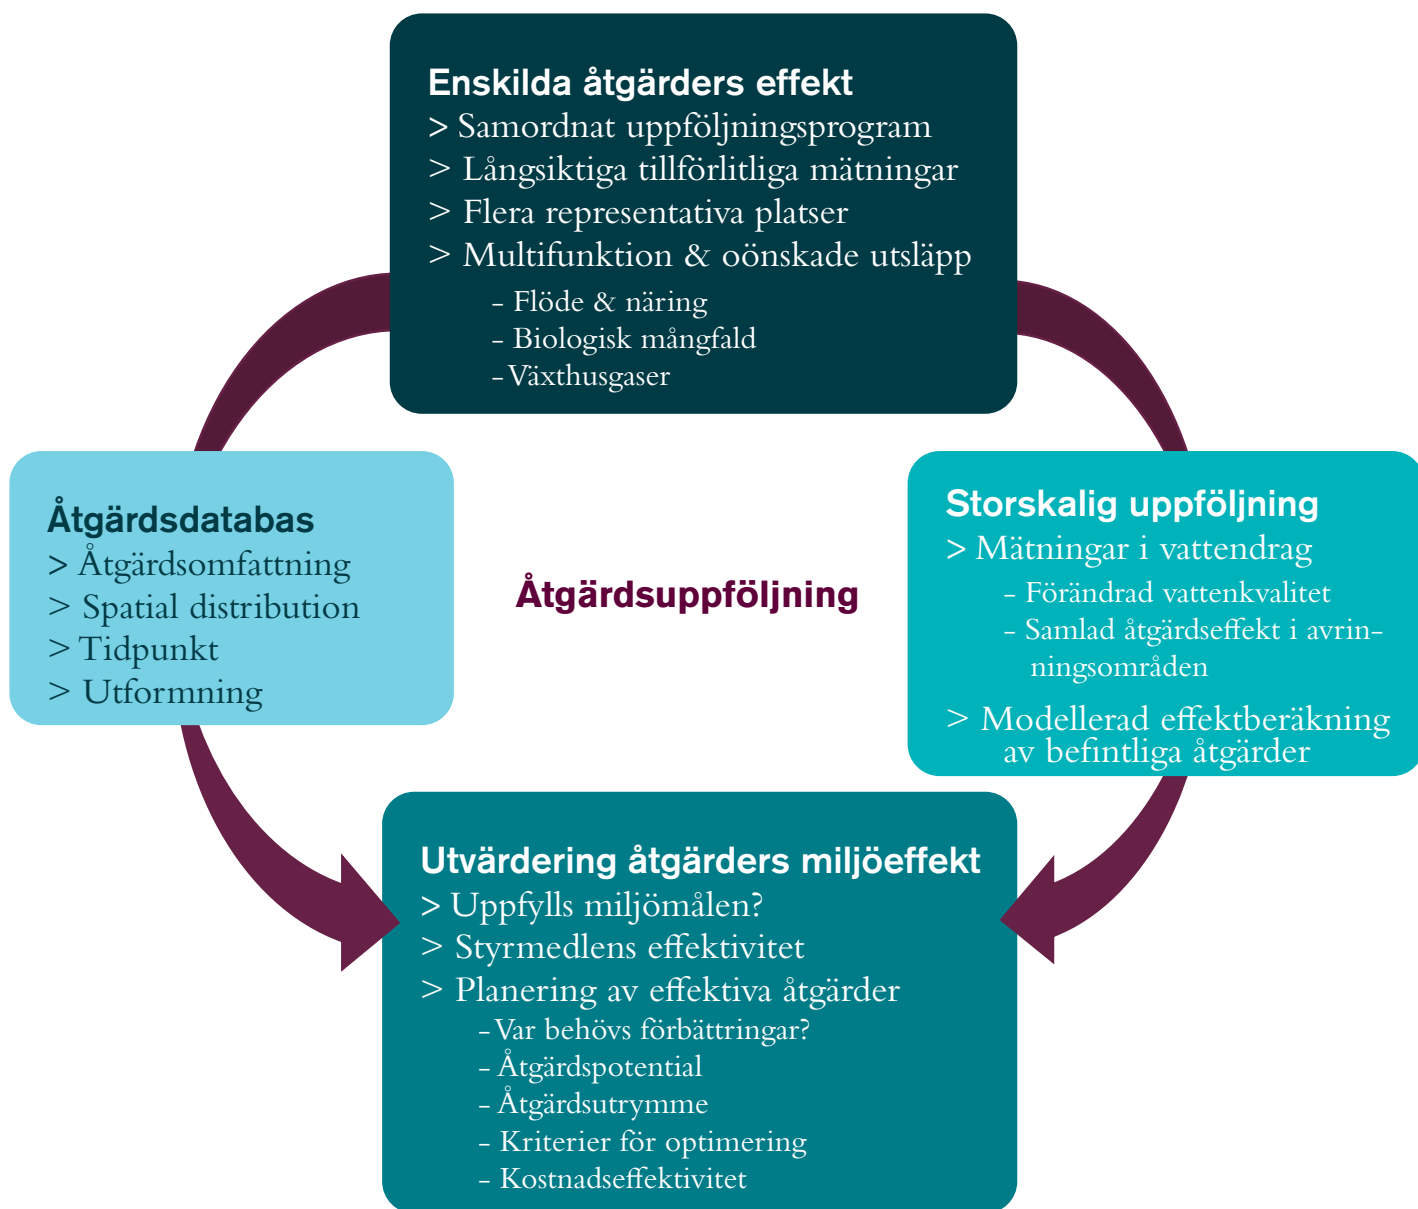 Enskilda åtgärders effekt
> Samordnat uppföljningsprogram
> Långsiktiga tillförlitliga mätningar
> Flera representativa platser
> Multifunktion & oönskade utsläpp
- Flöde & näring
- Biologisk mångfald
- Växthusgaser
Åtgärdsdatabas
> Åtgärdsomfattning
> Spatial distribution
> Tidpunkt
> Utformning
Åtgärdsuppföljning
Storskalig uppföljning
> Mätningar i vattendrag
- Förändrad vattenkvalitet
- Samlad åtgärdseffekt i avrin-
ningsområden
> Modellerad effektberäkning
av befintliga åtgärder
Utvärdering åtgärders miljöeffekt
> Uppfylls miljömålen?
> Styrmedlens effektivitet
> Planering av effektiva åtgärder
- Var behövs förbättringar?
- Åtgärdspotential
- Åtgärdsutrymme
- Kriterier för optimering
- Kostnadseffektivitet